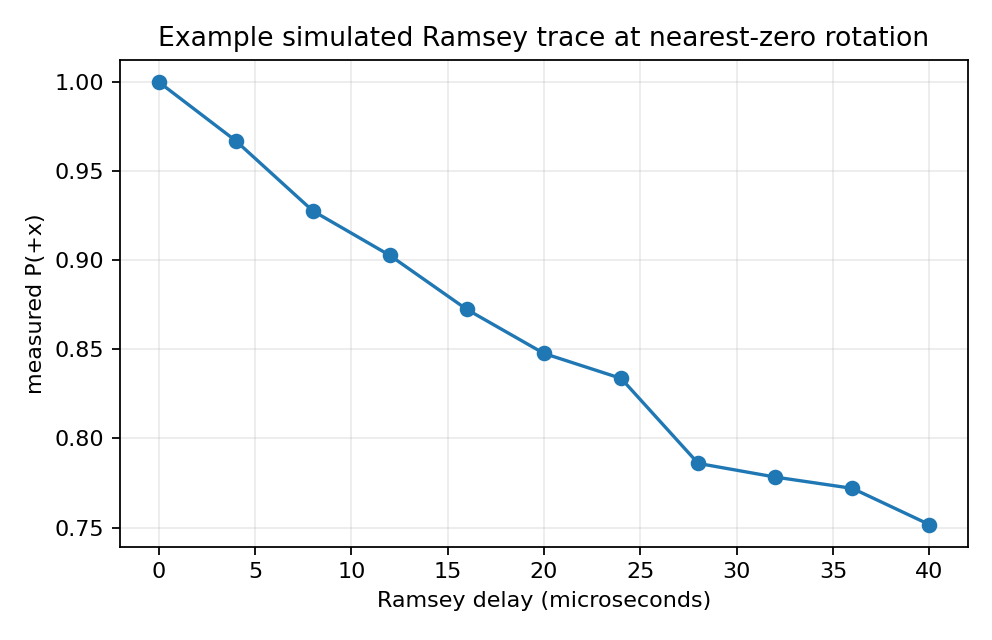 Example simulated Ramsey trace at nearest-zero rotation
measured P(+x)
1.00
0.95
0.90
0.85
0.80
0.75
0 5 10 15 20 25 30 35 40
Ramsey delay (microseconds)